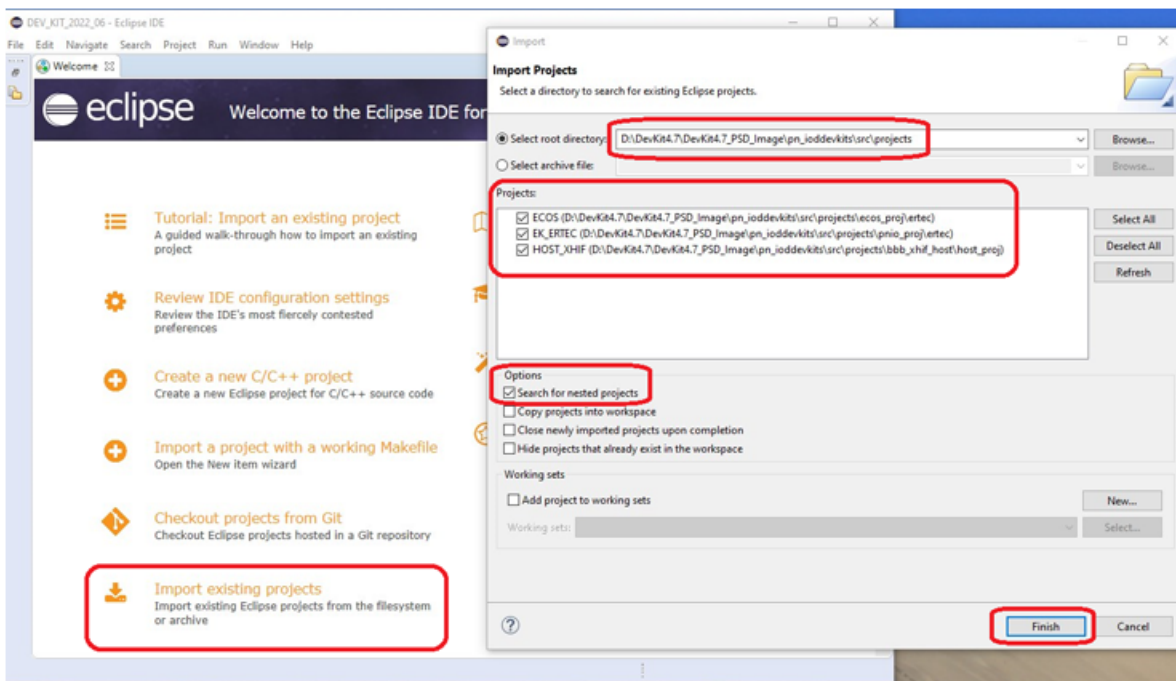 DEV_KIT_2022_06 - Eclipse IDE
File Edit Navigate Search Project Run Window Help
Welcome
eclipse
Welcome to the Eclipse IDE for
Tutorial: Import an existing project
A guided walk-through how to import an existing
project
Review IDE configuration settings
Review the IDE's most fiercely contested
preferences
Create a new C/C++ project
Create a new Eclipse project for C/C++ source code
Import a project with a working Makefile
Open the New item wizard
Checkout projects from Git
Checkout Eclipse projects hosted in a Git repository
Import existing projects
Import existing Eclipse projects from the filesystem
or archive
Import
Import Projects
Select a directory to search for existing Eclipse projects.
Select root directory: D:\DevKit4.7\DevKit4.7_PSD_Image\pn_ioddevkits\src\projects Browse...
Select archive file: Browse...
Projects:
ECOS (D:\DevKit4.7\DevKit4.7_PSD_Image\pn_ioddevkits\src\projects\ecos_proj\ertec)
EK_ERTEC (D:\DevKit4.7\DevKit4.7_PSD_Image\pn_ioddevkits\src\projects\pnio_proj\ertec)
HOST_XHIF (D:\DevKit4.7\DevKit4.7_PSD_Image\pn_ioddevkits\src\projects\bbb_xhif_host\host_proj)
Select All
Deselect All
Refresh
Options
Search for nested projects
Copy projects into workspace
Close newly imported projects upon completion
Hide projects that already exist in the workspace
Working sets
Add project to working sets New...
Working sets: Select...
? Finish Cancel